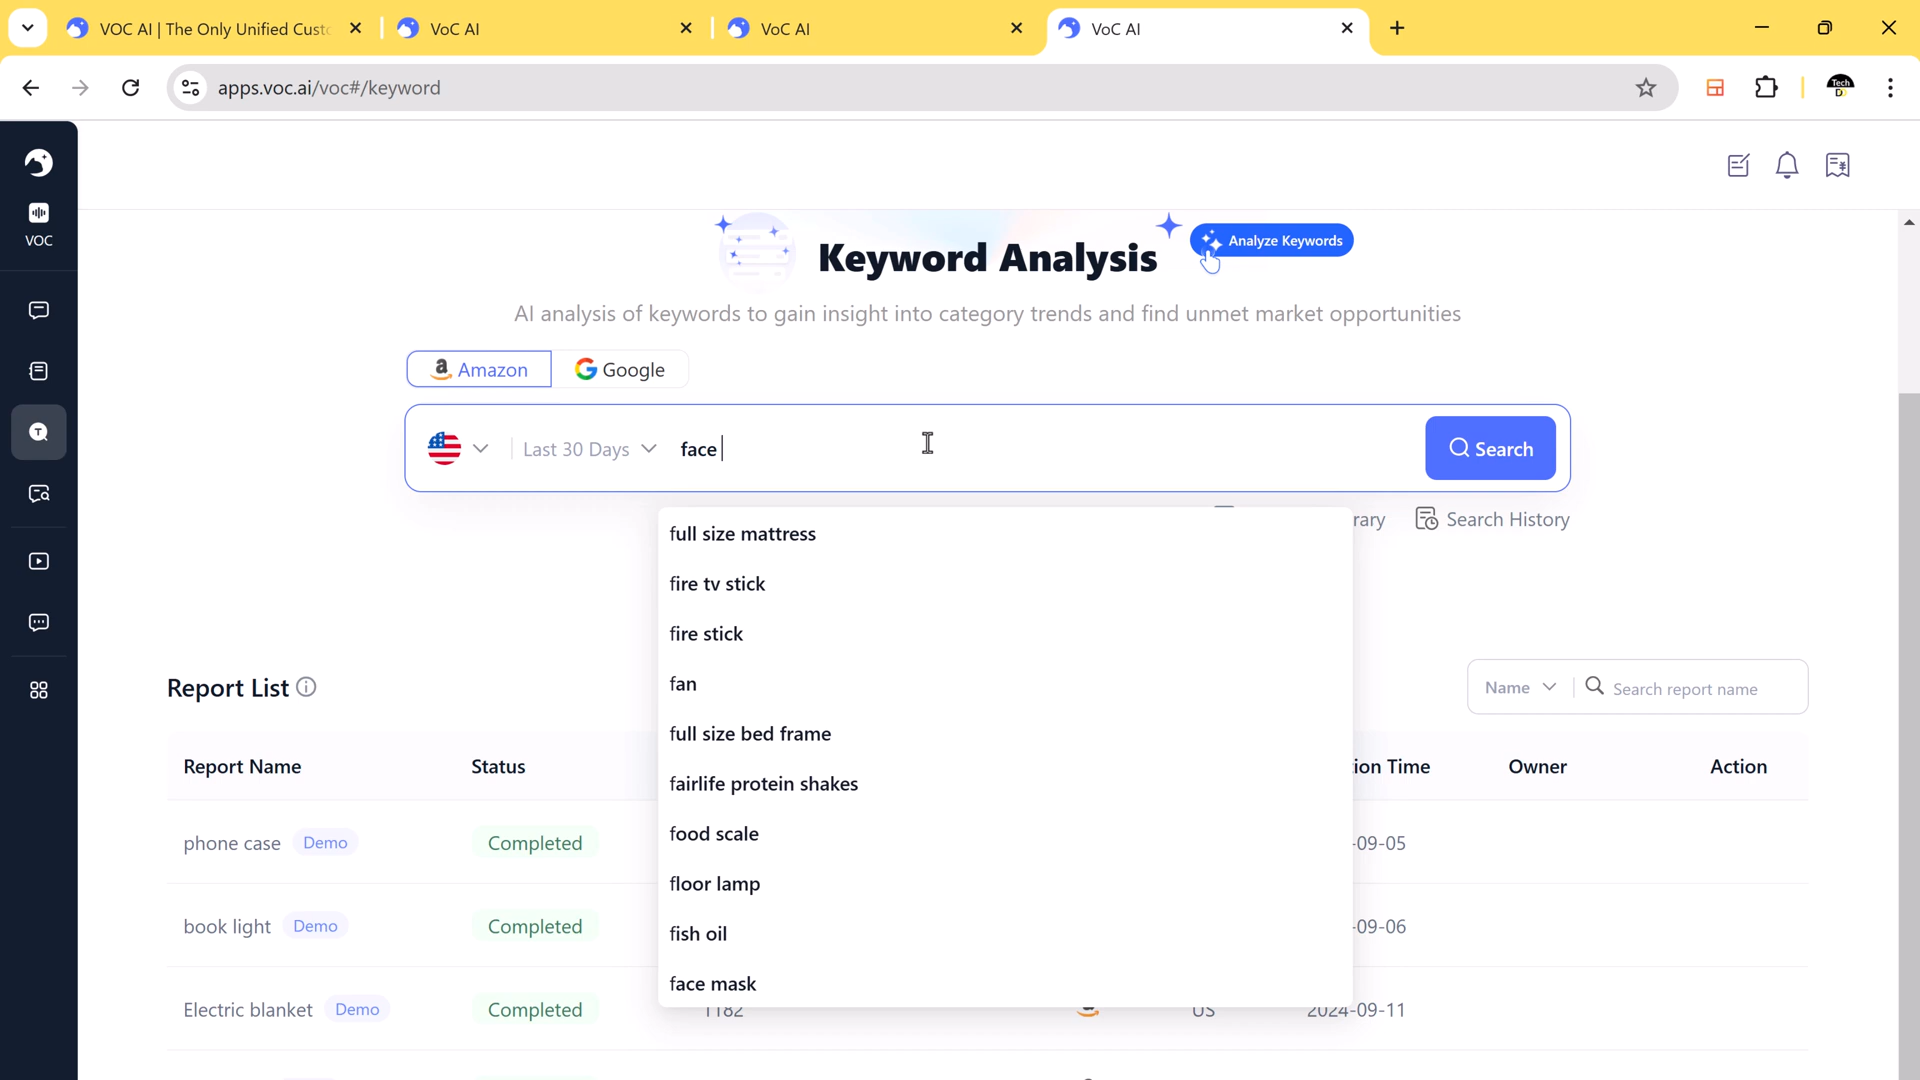 VOC AI | The Only Unified Custo
VoC AI
VoC AI
VoC AI
apps.voc.ai/voc#/keyword
Tech
D
VOC
Keyword Analysis
Analyze Keywords
AI analysis of keywords to gain insight into category trends and find unmet market opportunities
Amazon
Google
Last 30 Days
face
Search
rary
Search History
full size mattress
fire tv stick
fire stick
fan
full size bed frame
fairlife protein shakes
food scale
floor lamp
fish oil
face mask
Report List
Name
Search report name
Report Name
Status
ion Time
Owner
Action
phone case
Demo
Completed
-09-05
book light
Demo
Completed
-09-06
Electric blanket
Demo
Completed
1182
US
2024-09-11